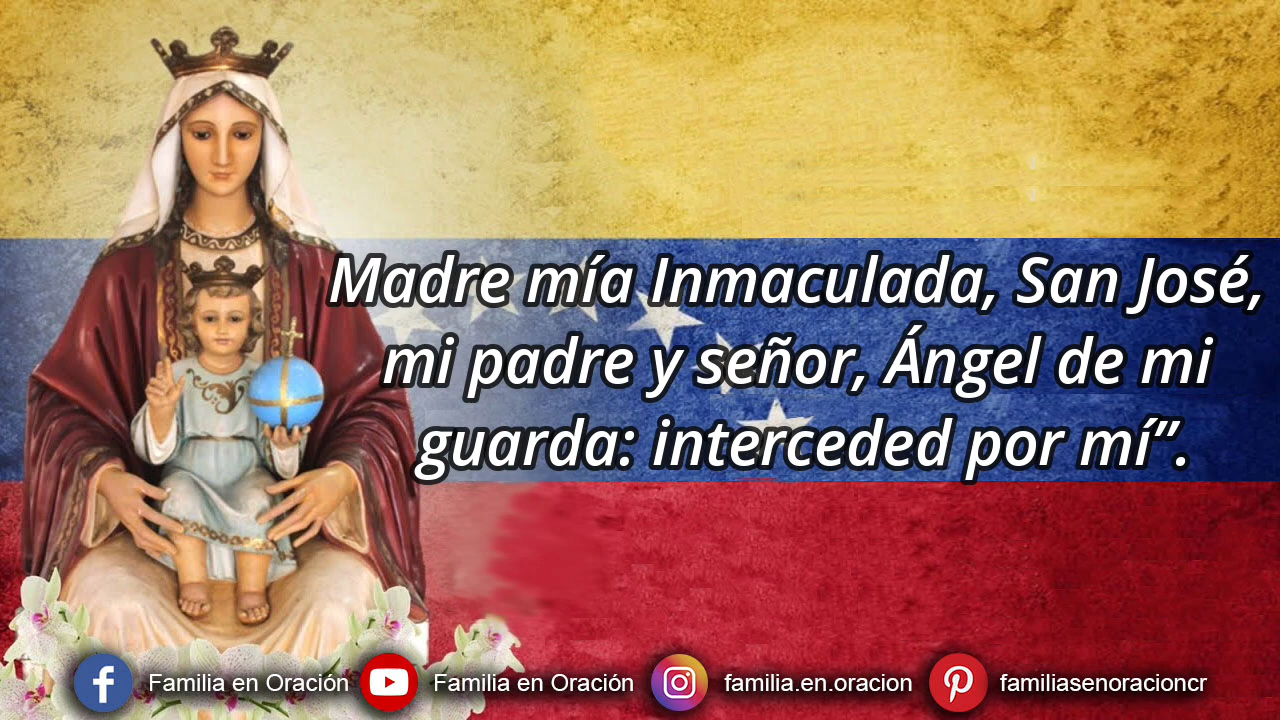 Madre mía Inmaculada, San José,
mi padre y señor, Ángel de mi
guarda: interceded por mí”.
Familia en Oración
Familia en Oración
familia.en.oracion
familiasenoracioncr